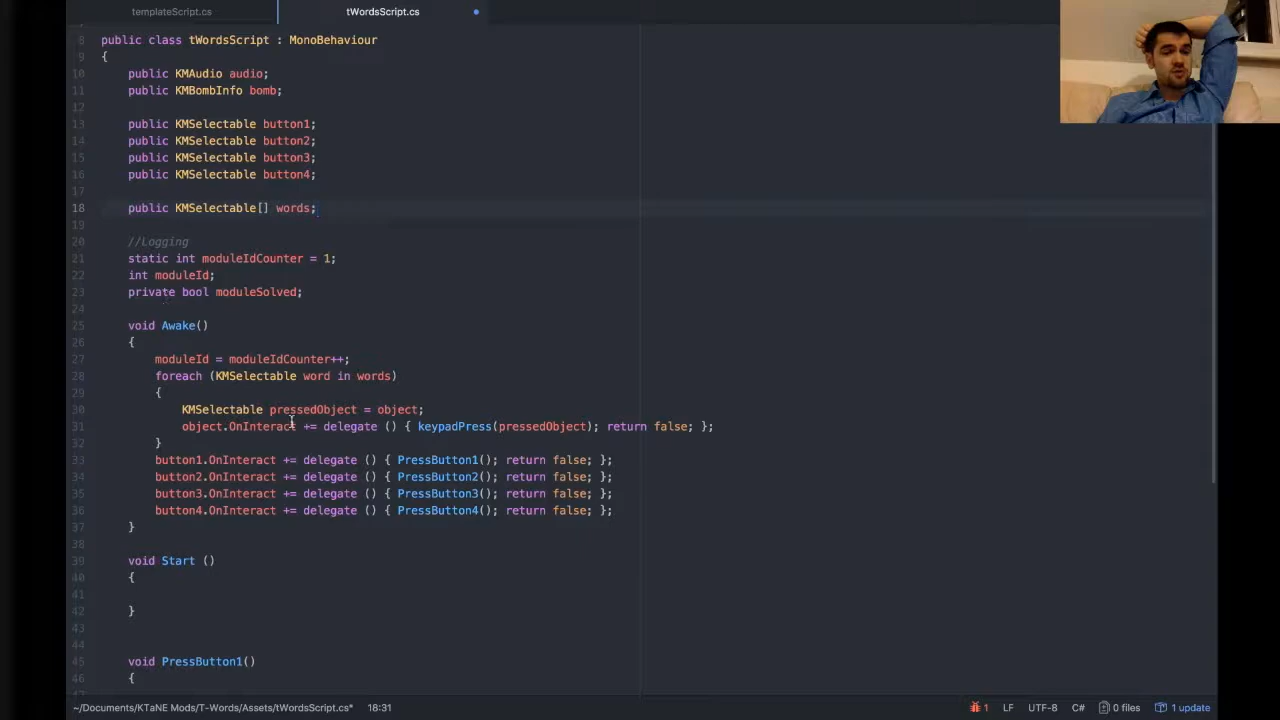 templateScript.cs
tWordsScript.cs
8 public class tWordsScript : MonoBehaviour
9 {
10 public KMAudio audio;
11 public KMBombInfo bomb;
12
13 public KMSelectable button1;
14 public KMSelectable button2;
15 public KMSelectable button3;
16 public KMSelectable button4;
17
18 public KMSelectable[] words;
19
20 //Logging
21 static int moduleIdCounter = 1;
22 int moduleId;
23 private bool moduleSolved;
24
25 void Awake()
26 {
27 moduleId = moduleIdCounter++;
28 foreach (KMSelectable word in words)
29 {
30 KMSelectable pressedObject = object;
31 object.OnInteract += delegate () { keypadPress(pressedObject); return false; };
32 }
33 button1.OnInteract += delegate () { PressButton1(); return false; };
34 button2.OnInteract += delegate () { PressButton2(); return false; };
35 button3.OnInteract += delegate () { PressButton3(); return false; };
36 button4.OnInteract += delegate () { PressButton4(); return false; };
37 }
38
39 void Start ()
40 {
41
42 }
43
44
45 void PressButton1()
46 {
~/Documents/KTaNE Mods/T-Words/Assets/tWordsScript.cs* 18:31 1 LF UTF-8 C# 0 files 1 update